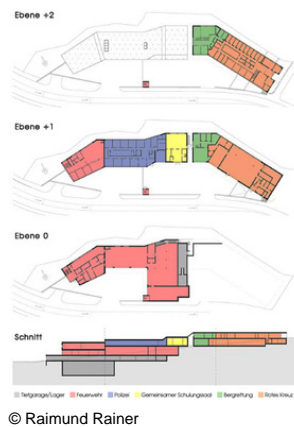 Ebene +2
Ebene +1
Ebene 0
Schnitt
Tiefgarage/Lager Feuerwehr Polizei Gemeinsamer Schulungssaal Bergrettung Rotes Kreuz
© Raimund Rainer